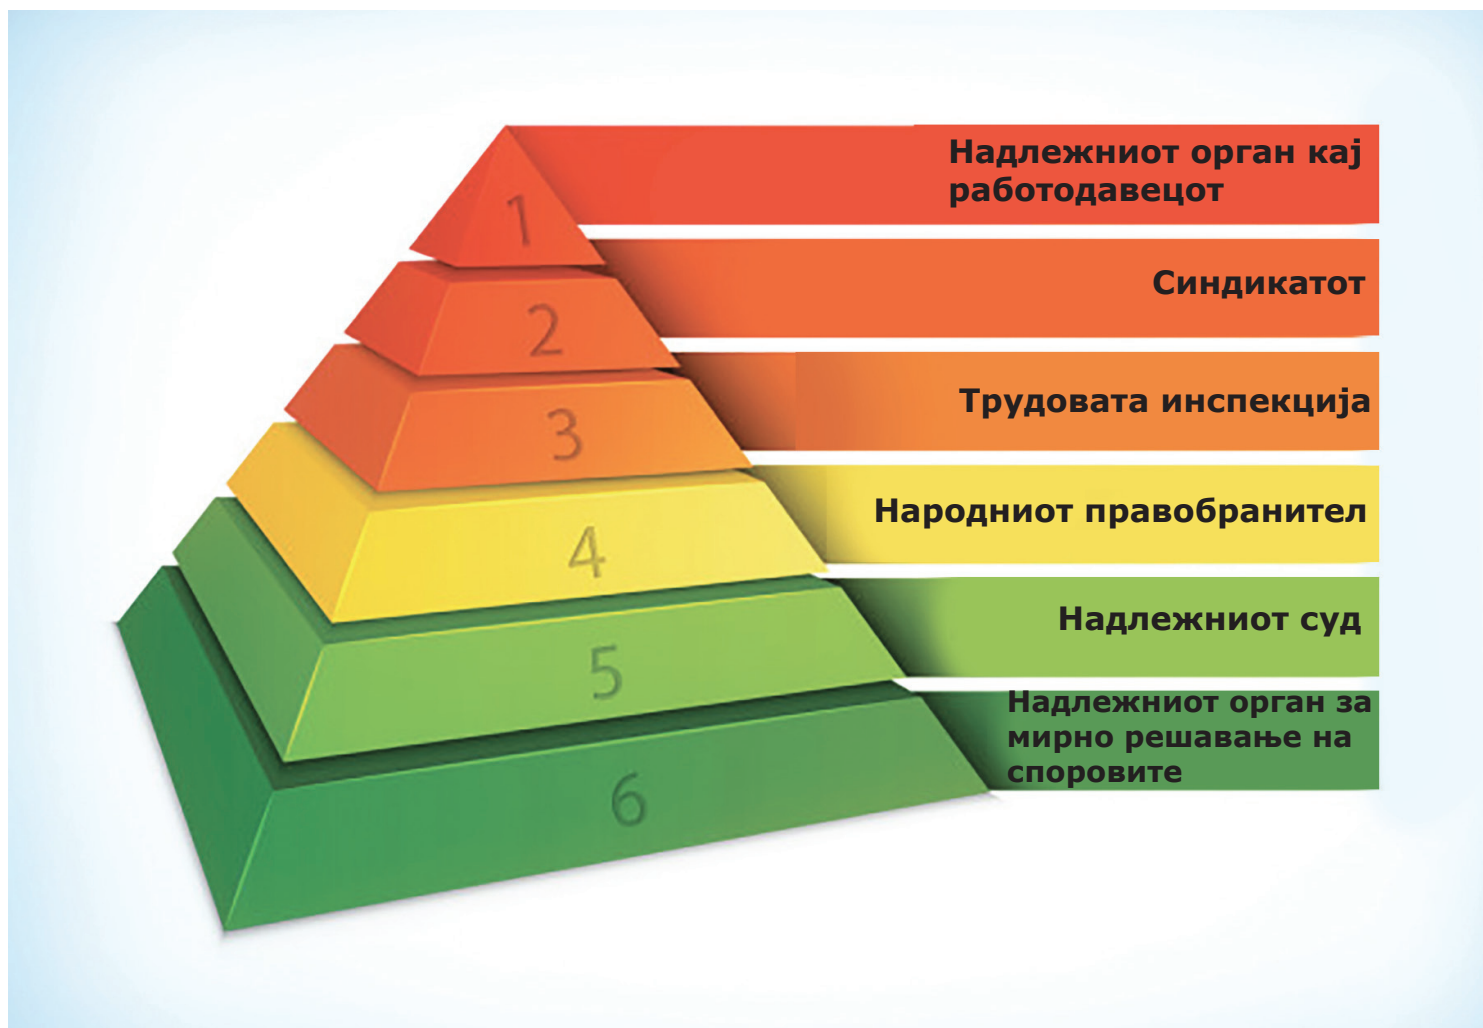 1
Надлежниот орган кај
работодавецот
2
Синдикатот
3
Трудовата инспекција
4
Народниот правобранител
5
Надлежниот суд
6
Надлежниот орган за
мирно решавање на
споровите